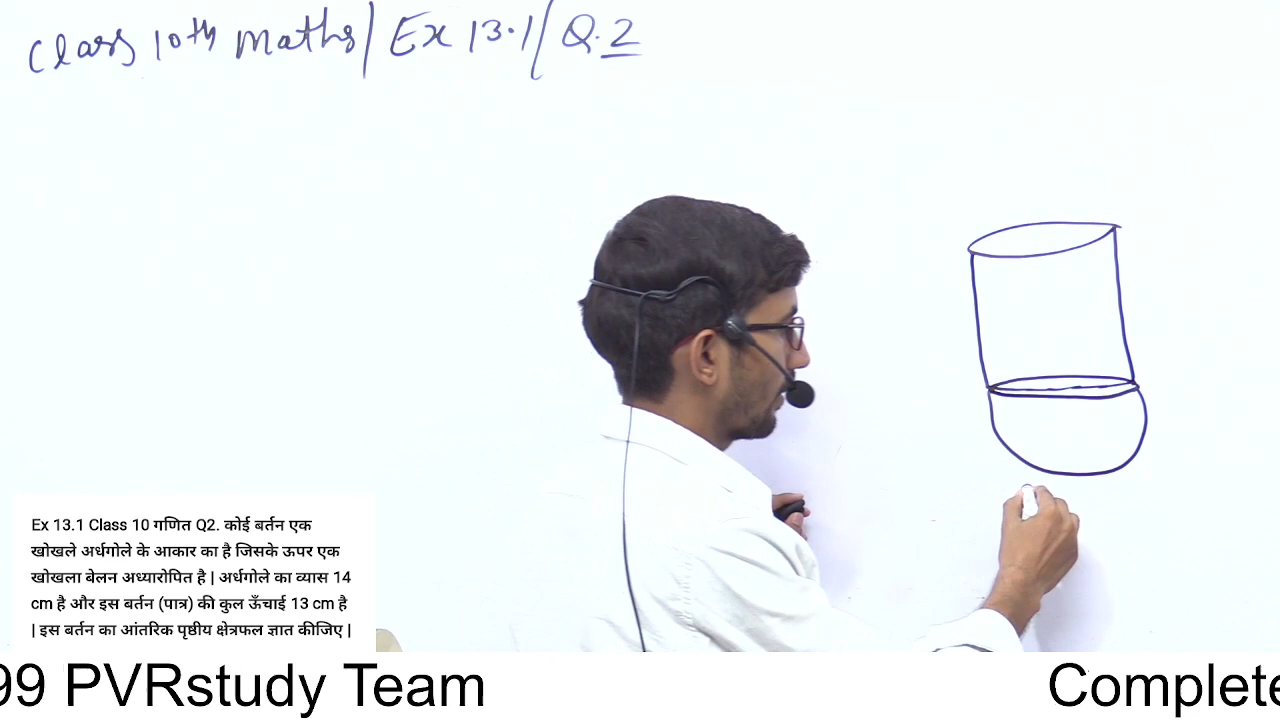 Class 10th maths / Ex 13.1 / Q.2
Ex 13.1 Class 10 गणित Q2. कोई बर्तन एक
खोखले अर्धगोले के आकार का है जिसके ऊपर एक
खोखला बेलन अध्यारोपित है | अर्धगोले का व्यास 14
cm है और इस बर्तन (पात्र) की कुल ऊँचाई 13 cm है
| इस बर्तन का आंतरिक पृष्ठीय क्षेत्रफल ज्ञात कीजिए |
99 PVRstudy Team
Complete